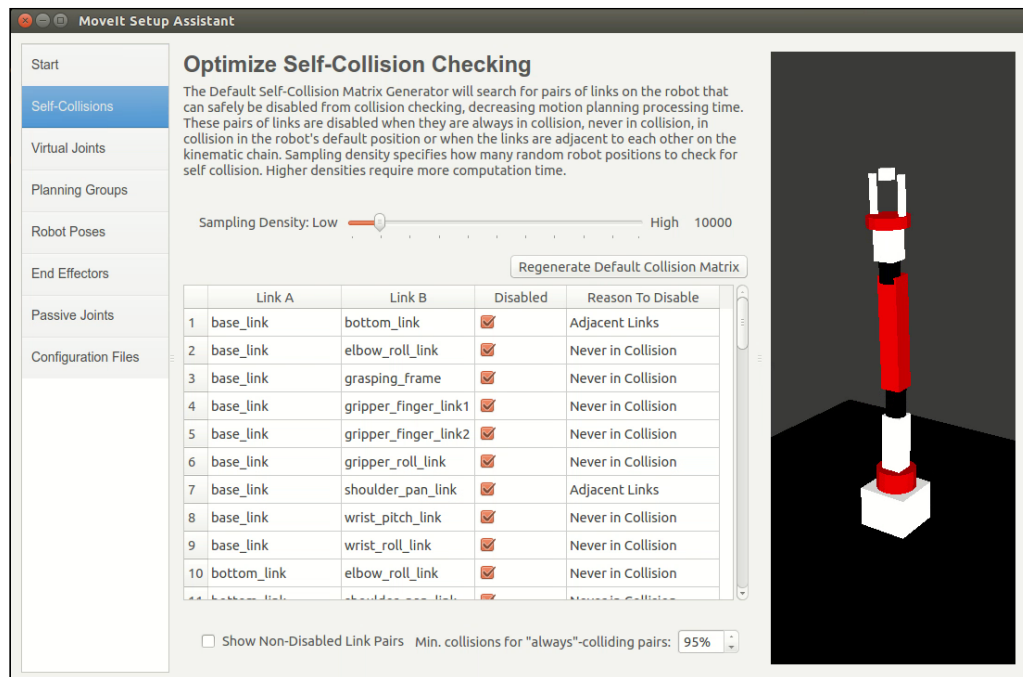 MoveIt Setup Assistant
Start
Self-Collisions
Virtual Joints
Planning Groups
Robot Poses
End Effectors
Passive Joints
Configuration Files
Optimize Self-Collision Checking
The Default Self-Collision Matrix Generator will search for pairs of links on the robot that
can safely be disabled from collision checking, decreasing motion planning processing time.
These pairs of links are disabled when they are always in collision, never in collision, in
collision in the robot's default position or when the links are adjacent to each other on the
kinematic chain. Sampling density specifies how many random robot positions to check for
self collision. Higher densities require more computation time.
Sampling Density: Low High 10000
Regenerate Default Collision Matrix
Link A Link B Disabled Reason To Disable
1 base_link bottom_link Adjacent Links
2 base_link elbow_roll_link Never in Collision
3 base_link grasping_frame Never in Collision
4 base_link gripper_finger_link1 Never in Collision
5 base_link gripper_finger_link2 Never in Collision
6 base_link gripper_roll_link Never in Collision
7 base_link shoulder_pan_link Adjacent Links
8 base_link wrist_pitch_link Never in Collision
9 base_link wrist_roll_link Never in Collision
10 bottom_link elbow_roll_link Never in Collision
Show Non-Disabled Link Pairs Min. collisions for "always"-colliding pairs: 95%